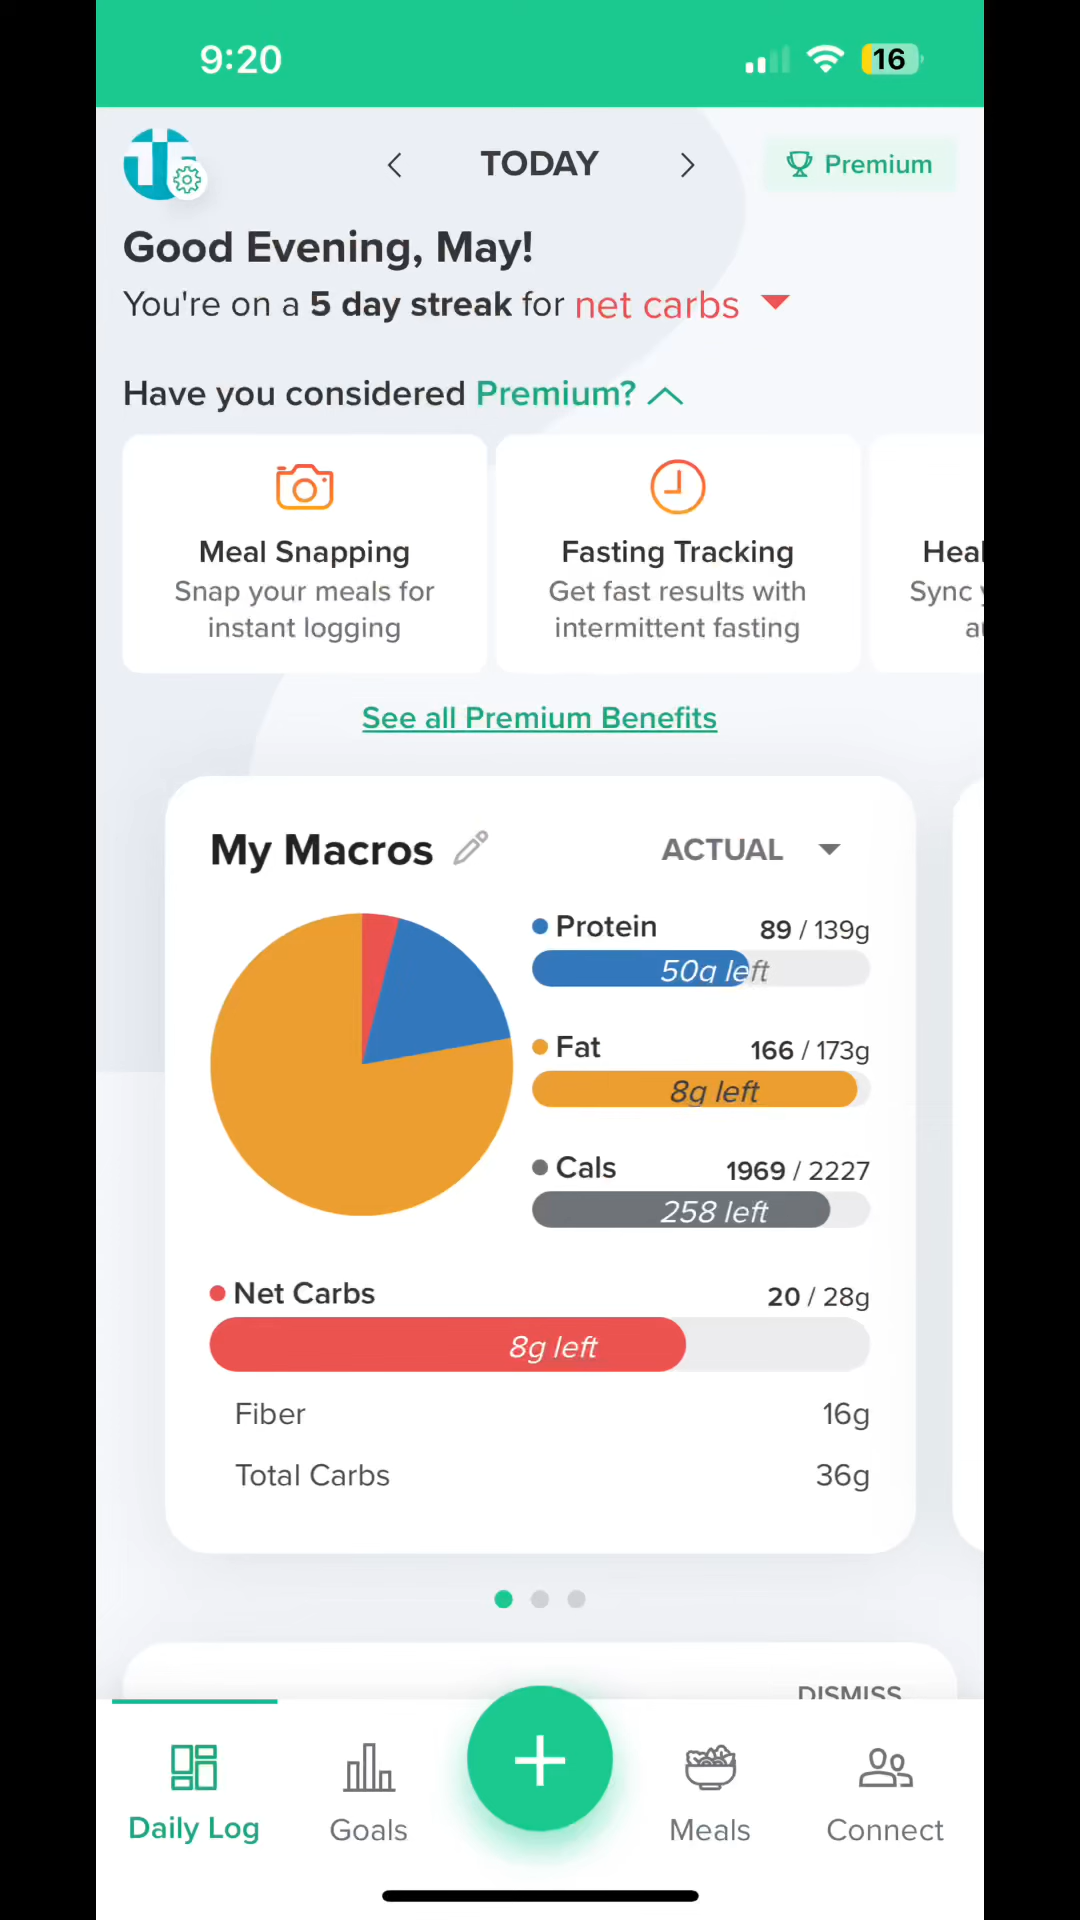 9:20
16
TODAY
Premium
Good Evening, May!
You're on a 5 day streak for net carbs
Have you considered Premium?
Meal Snapping
Snap your meals for
instant logging
Fasting Tracking
Get fast results with
intermittent fasting
Sync
See all Premium Benefits
My Macros
ACTUAL
Protein 89 / 139g
50g left
Fat 166 / 173g
8g left
Cals 1969 / 2227
258 left
Net Carbs 20 / 28g
8g left
Fiber 16g
Total Carbs 36g
DISMISS
Daily Log
Goals
Meals
Connect